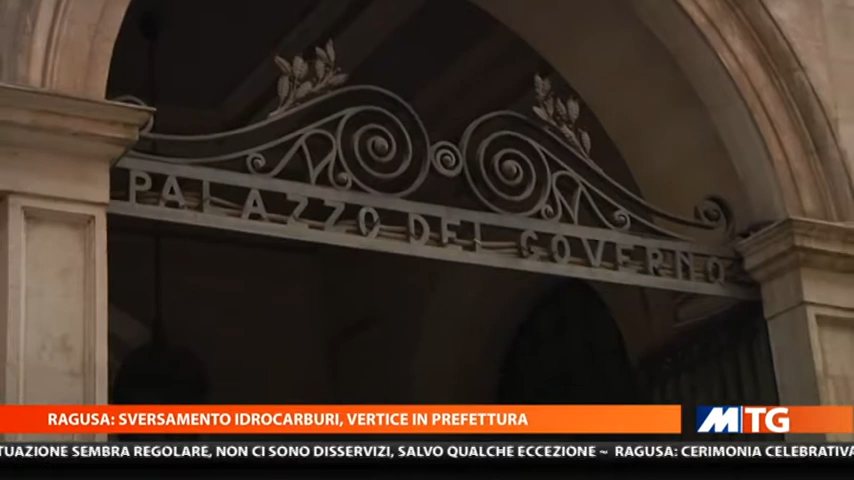 PALAZZO DEL GOVERNO
RAGUSA: SVERSAMENTO IDROCARBURI, VERTICE IN PREFETTURA
MTG
TUAZIONE SEMBRA REGOLARE, NON CI SONO DISSERVIZI, SALVO QUALCHE ECCEZIONE ~ RAGUSA: CERIMONIA CELEBRATIVA